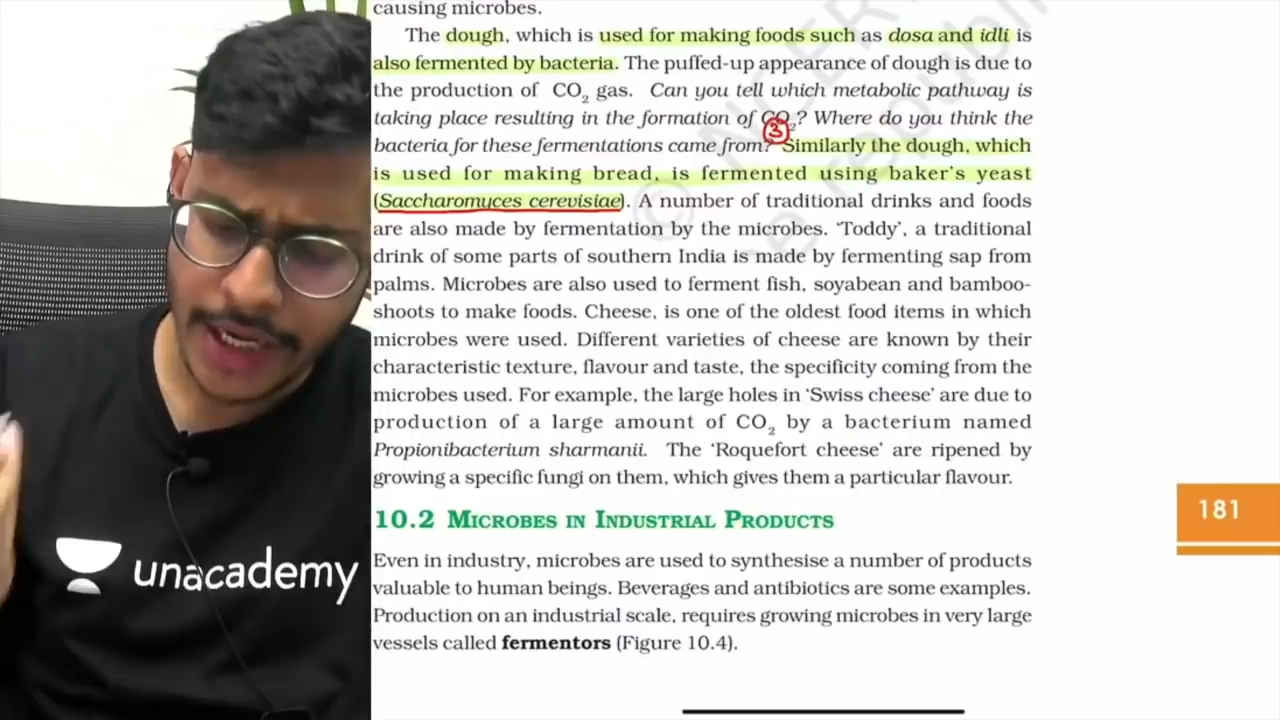 causing microbes.
The dough, which is used for making foods such as dosa and idli is
also fermented by bacteria. The puffed-up appearance of dough is due to
the production of CO₂ gas. Can you tell which metabolic pathway is
taking place resulting in the formation of CO₂? Where do you think the
bacteria for these fermentations came from?
3
Similarly the dough, which
is used for making bread, is fermented using baker's yeast
(Saccharomyces cerevisiae). A number of traditional drinks and foods
are also made by fermentation by the microbes. 'Toddy', a traditional
drink of some parts of southern India is made by fermenting sap from
palms. Microbes are also used to ferment fish, soyabean and bamboo-
shoots to make foods. Cheese, is one of the oldest food items in which
microbes were used. Different varieties of cheese are known by their
characteristic texture, flavour and taste, the specificity coming from the
microbes used. For example, the large holes in 'Swiss cheese' are due to
production of a large amount of CO₂ by a bacterium named
Propionibacterium sharmanii. The 'Roquefort cheese' are ripened by
growing a specific fungi on them, which gives them a particular flavour.
10.2 Microbes in Industrial Products
Even in industry, microbes are used to synthesise a number of products
valuable to human beings. Beverages and antibiotics are some examples.
Production on an industrial scale, requires growing microbes in very large
vessels called fermentors (Figure 10.4).
181
unacademy